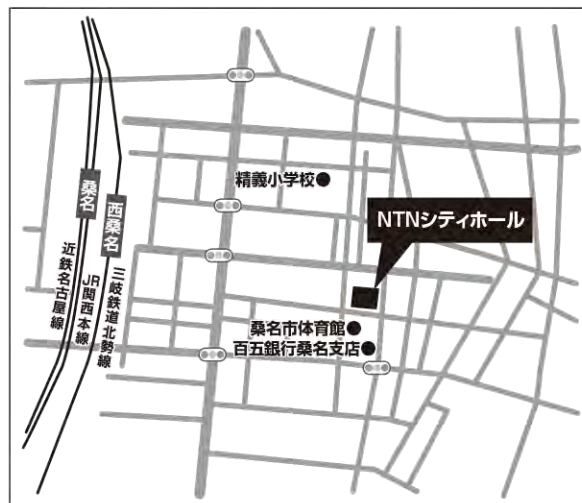 精義小学校
NTNシティホール
桑名
西桑名
近鉄名古屋線
JR関西本線
三岐鉄道北勢線
桑名市体育館
百五銀行桑名支店